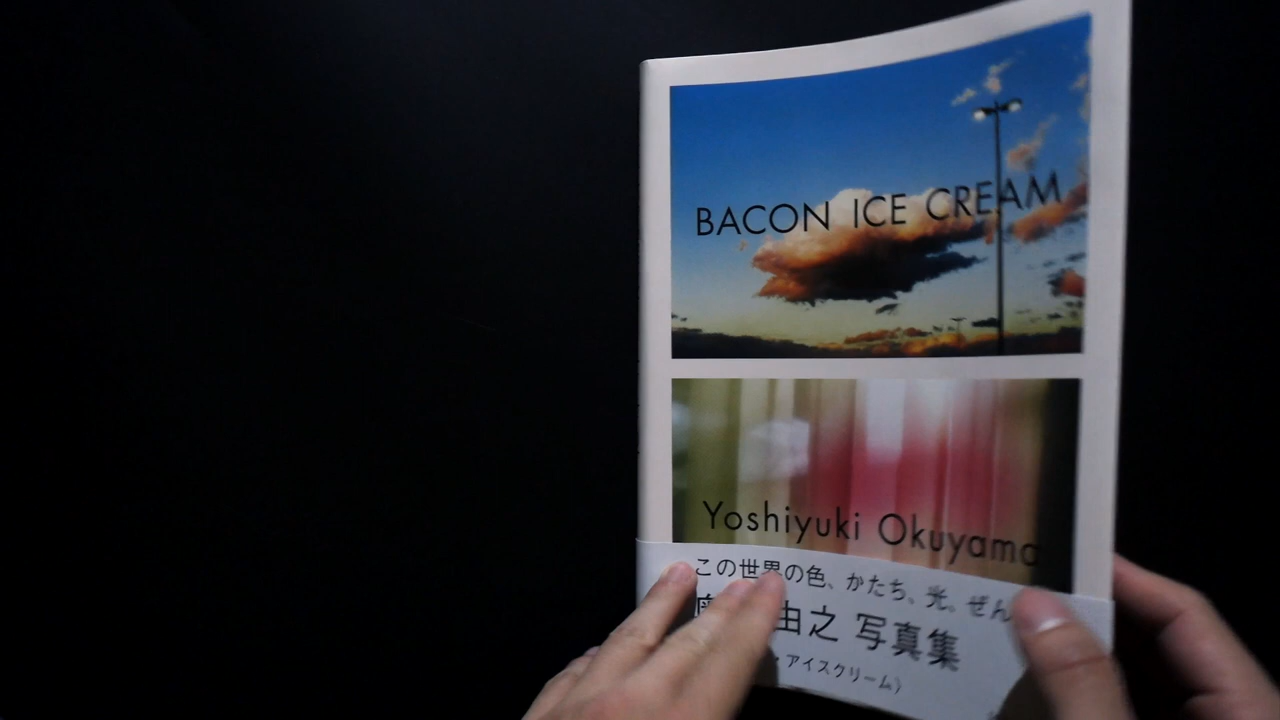 BACON ICE CREAM
Yoshiyuki Okuyama
この世界の色、かたち、光、ぜん
由之 写真集
・アイスクリーム〉